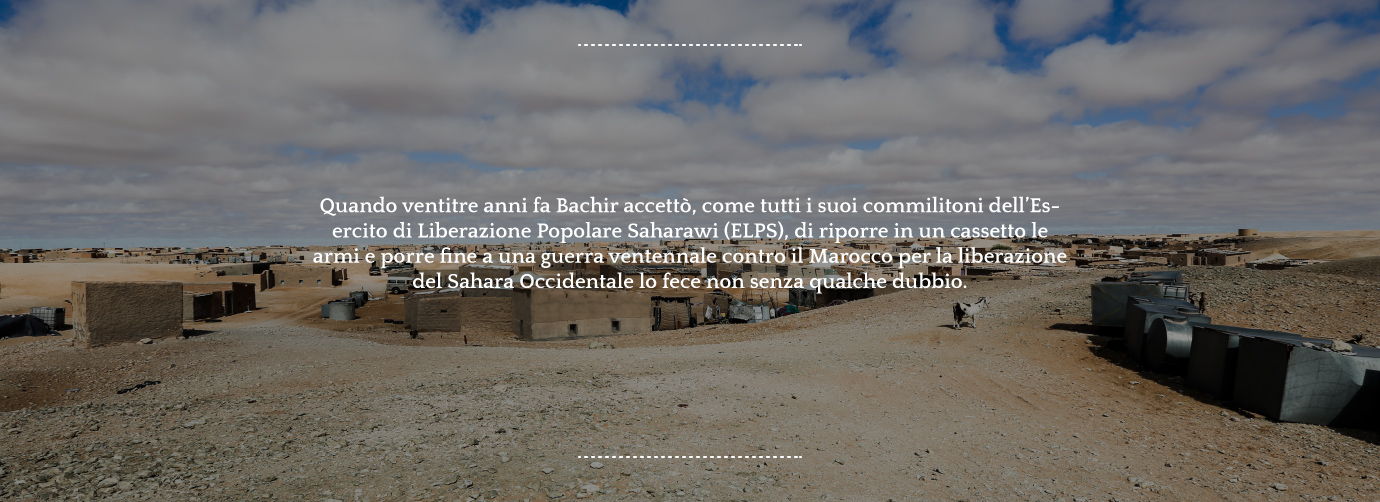 Quando ventitre anni fa Bachir accettò, come tutti i suoi commilitoni dell’Es-
ercito di Liberazione Popolare Saharawi (ELPS), di riporre in un cassetto le
armi e porre fine a una guerra ventennale contro il Marocco per la liberazione
del Sahara Occidentale lo fece non senza qualche dubbio.